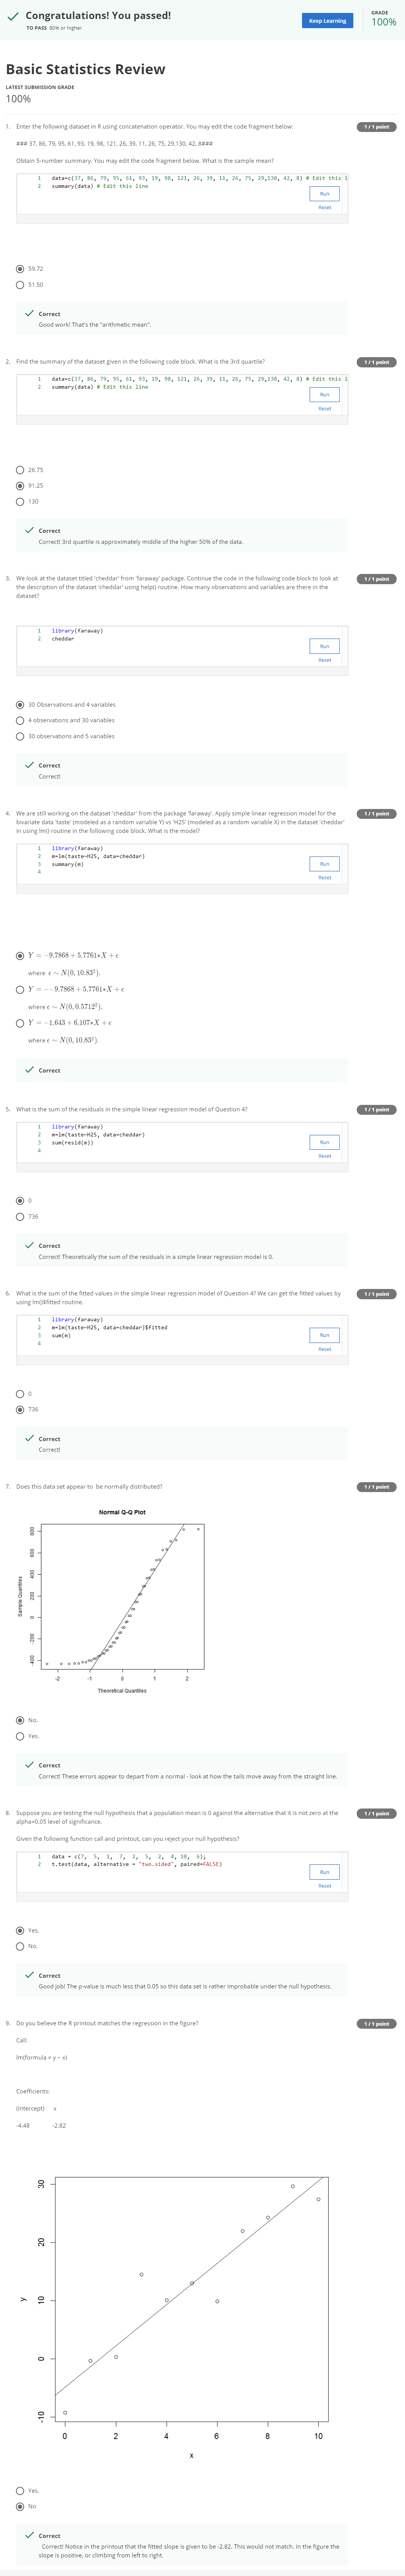 Congratulations! You passed!
TO PASS 80% or higher
Keep Learning
GRADE
100%
Basic Statistics Review
LATEST SUBMISSION GRADE
100%
1. Enter the following dataset in R using concatenation operator. You may edit the code fragment below:
1 / 1 point
### 37, 86, 79, 95, 61, 93, 19, 98, 121, 26, 39, 11, 26, 75, 29,130, 42, 8###
Obtain 5-number summary. You may edit the code fragment below. What is the sample mean?
1 data=c(37, 86, 79, 95, 61, 93, 19, 98, 121, 26, 39, 11, 26, 75, 29,130, 42, 8) # Edit this l
2 summary(data) # Edit this line
Run
Reset
59.72
51.50
Correct
Good work! That's the "arithmetic mean".
2. Find the summary of the dataset given in the following code block. What is the 3rd quartile?
1 / 1 point
1 data=c(37, 86, 79, 95, 61, 93, 19, 98, 121, 26, 39, 11, 26, 75, 29,130, 42, 8) # Edit this l
2 summary(data) # Edit this line
Run
Reset
26.75
91.25
130
Correct
Correct! 3rd quartile is approximately middle of the higher 50% of the data.
3. We look at the dataset titled 'cheddar' from 'faraway' package. Continue the code in the following code block to look at
1 / 1 point
the description of the dataset 'cheddar' using help() routine. How many observations and variables are there in the
dataset?
1 library(faraway)
2 cheddar
Run
Reset
30 Observations and 4 variables
4 observations and 30 variables
30 observations and 5 variables
Correct
Correct!
4. We are still working on the dataset 'cheddar' from the package 'faraway'. Apply simple linear regression model for the
1 / 1 point
bivariate data 'taste' (modeled as a random variable Y) vs 'H2S' (modeled as a random variable X) in the dataset 'cheddar'
in using lm() routine in the following code block. What is the model?
1 library(faraway)
2 m=lm(taste~H2S, data=cheddar)
3 summary(m)
4
Run
Reset
Y = −9.7868 + 5.7761∗X + ϵ
where ϵ ∼ N(0, 10.83²).
Y = −−9.7868 + 5.7761∗X + ϵ
where ϵ ∼ N(0, 0.5712²).
Y = −1.643 + 6.107∗X + ϵ
where ϵ ∼ N(0, 10.83²).
Correct
5. What is the sum of the residuals in the simple linear regression model of Question 4?
1 / 1 point
1 library(faraway)
2 m=lm(taste~H2S, data=cheddar)
3 sum(resid(m))
4
Run
Reset
0
736
Correct
Correct! Theoretically the sum of the residuals in a simple linear regression model is 0.
6. What is the sum of the fitted values in the simple linear regression model of Question 4? We can get the fitted values by
1 / 1 point
using lm()$fitted routine.
1 library(faraway)
2 m=lm(taste~H2S, data=cheddar)$fitted
3 sum(m)
4
Run
Reset
0
736
Correct
Correct!
7. Does this data set appear to be normally distributed?
1 / 1 point
Normal Q-Q Plot
Sample Quantiles
800
600
400
200
0
-200
-400
-2 -1 0 1 2
Theoretical Quantiles
No.
Yes.
Correct
Correct! These errors appear to depart from a normal - look at how the tails move away from the straight line.
8. Suppose you are testing the null hypothesis that a population mean is 0 against the alternative that it is not zero at the
1 / 1 point
alpha=0.05 level of significance.
Given the following function call and printout, can you reject your null hypothesis?
1 data = c(7, 5, 1, 7, 2, 5, 2, 4, 10, 6);
2 t.test(data, alternative = "two.sided", paired=FALSE)
Run
Reset
Yes.
No.
Correct
Good job! The p-value is much less that 0.05 so this data set is rather improbable under the null hypothesis.
9. Do you believe the R printout matches the regression in the figure?
1 / 1 point
Call:
lm(formula = y ~ x)
Coefficients:
(Intercept) x
-4.48 -2.82
y
30
20
10
0
-10
0 2 4 6 8 10
x
Yes.
No
Correct
Correct! Notice in the printout that the fitted slope is given to be -2.82. This would not match. In the figure the
slope is positive, or climbing from left to right.